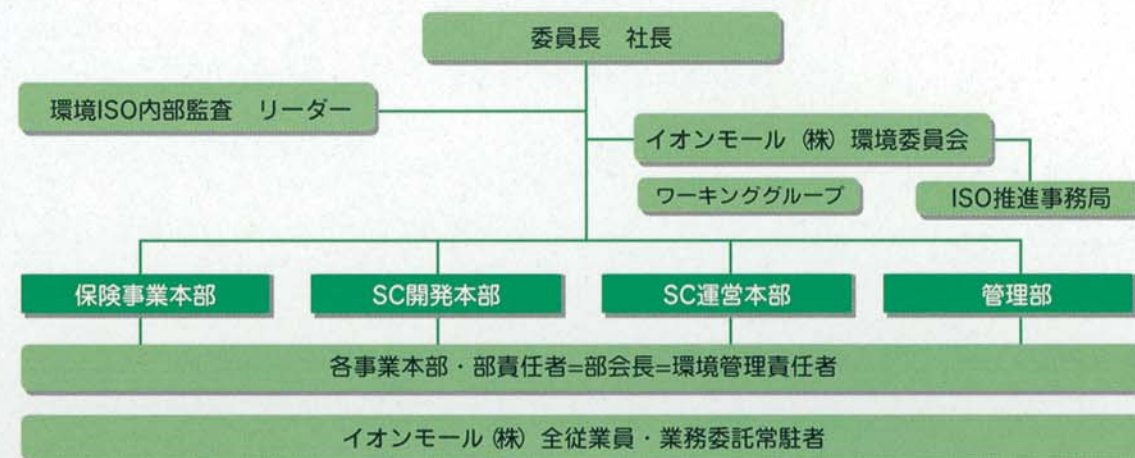 委員長　社長
環境ISO内部監査　リーダー
イオンモール（株）環境委員会
ワーキンググループ
ISO推進事務局
保険事業本部
SC開発本部
SC運営本部
管理部
各事業本部・部責任者=部会長=環境管理責任者
イオンモール（株）全従業員・業務委託常駐者